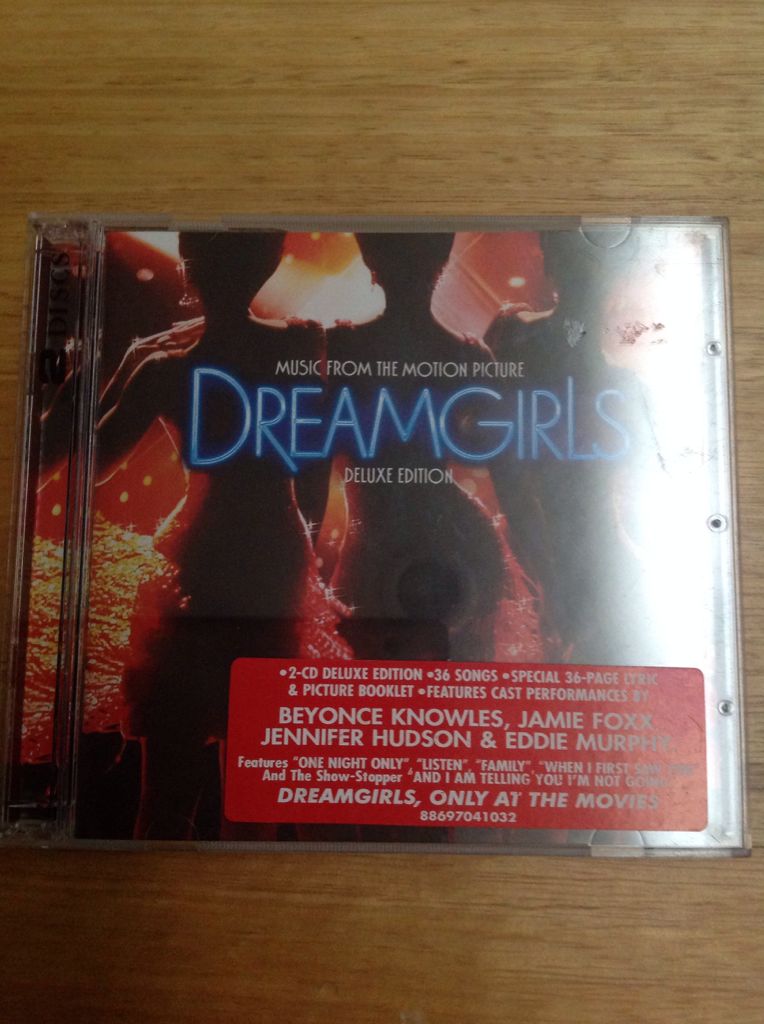 2 DISCS
MUSIC FROM THE MOTION PICTURE
DREAMGIRLS
DELUXE EDITION
•2-CD DELUXE EDITION •36 SONGS •SPECIAL 36-PAGE LYRIC
& PICTURE BOOKLET •FEATURES CAST PERFORMANCES BY
BEYONCE KNOWLES, JAMIE FOXX
JENNIFER HUDSON & EDDIE MURPHY
Features "ONE NIGHT ONLY", "LISTEN", "FAMILY", "WHEN I FIRST SAW YOU"
And The Show-Stopper "AND I AM TELLING YOU I'M NOT GOING"
DREAMGIRLS, ONLY AT THE MOVIES
88697041032